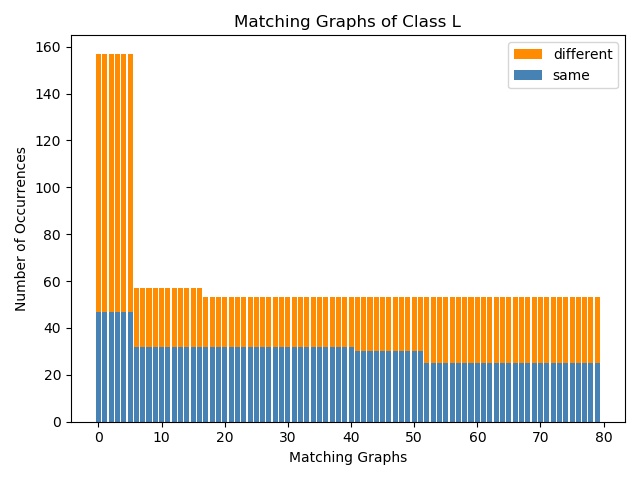 Matching Graphs of Class L
different
same
Number of Occurrences
160
140
120
100
80
60
40
20
0
0 10 20 30 40 50 60 70 80
Matching Graphs